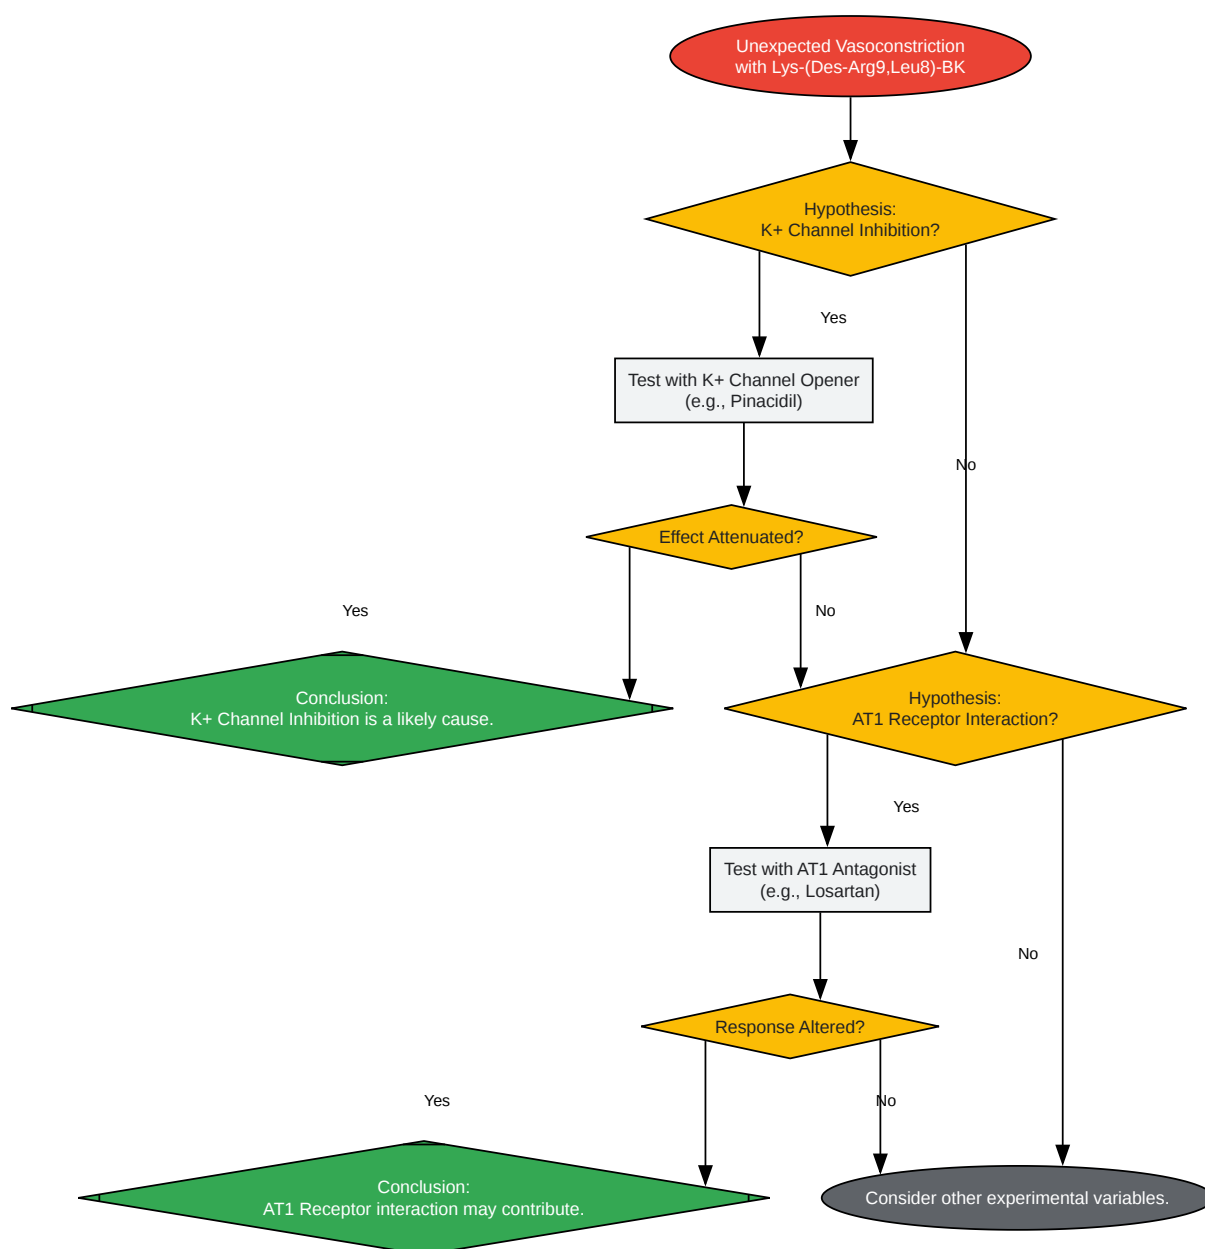 Unexpected Vasoconstriction
with Lys-(Des-Arg9,Leu8)-BK
Hypothesis:
K+ Channel Inhibition?
Yes
Test with K+ Channel Opener
(e.g., Pinacidil)
No
Effect Attenuated?
Yes
No
Conclusion:
K+ Channel Inhibition is a likely cause.
Hypothesis:
AT1 Receptor Interaction?
Yes
Test with AT1 Antagonist
(e.g., Losartan)
No
Response Altered?
Yes
No
Conclusion:
AT1 Receptor interaction may contribute.
Consider other experimental variables.